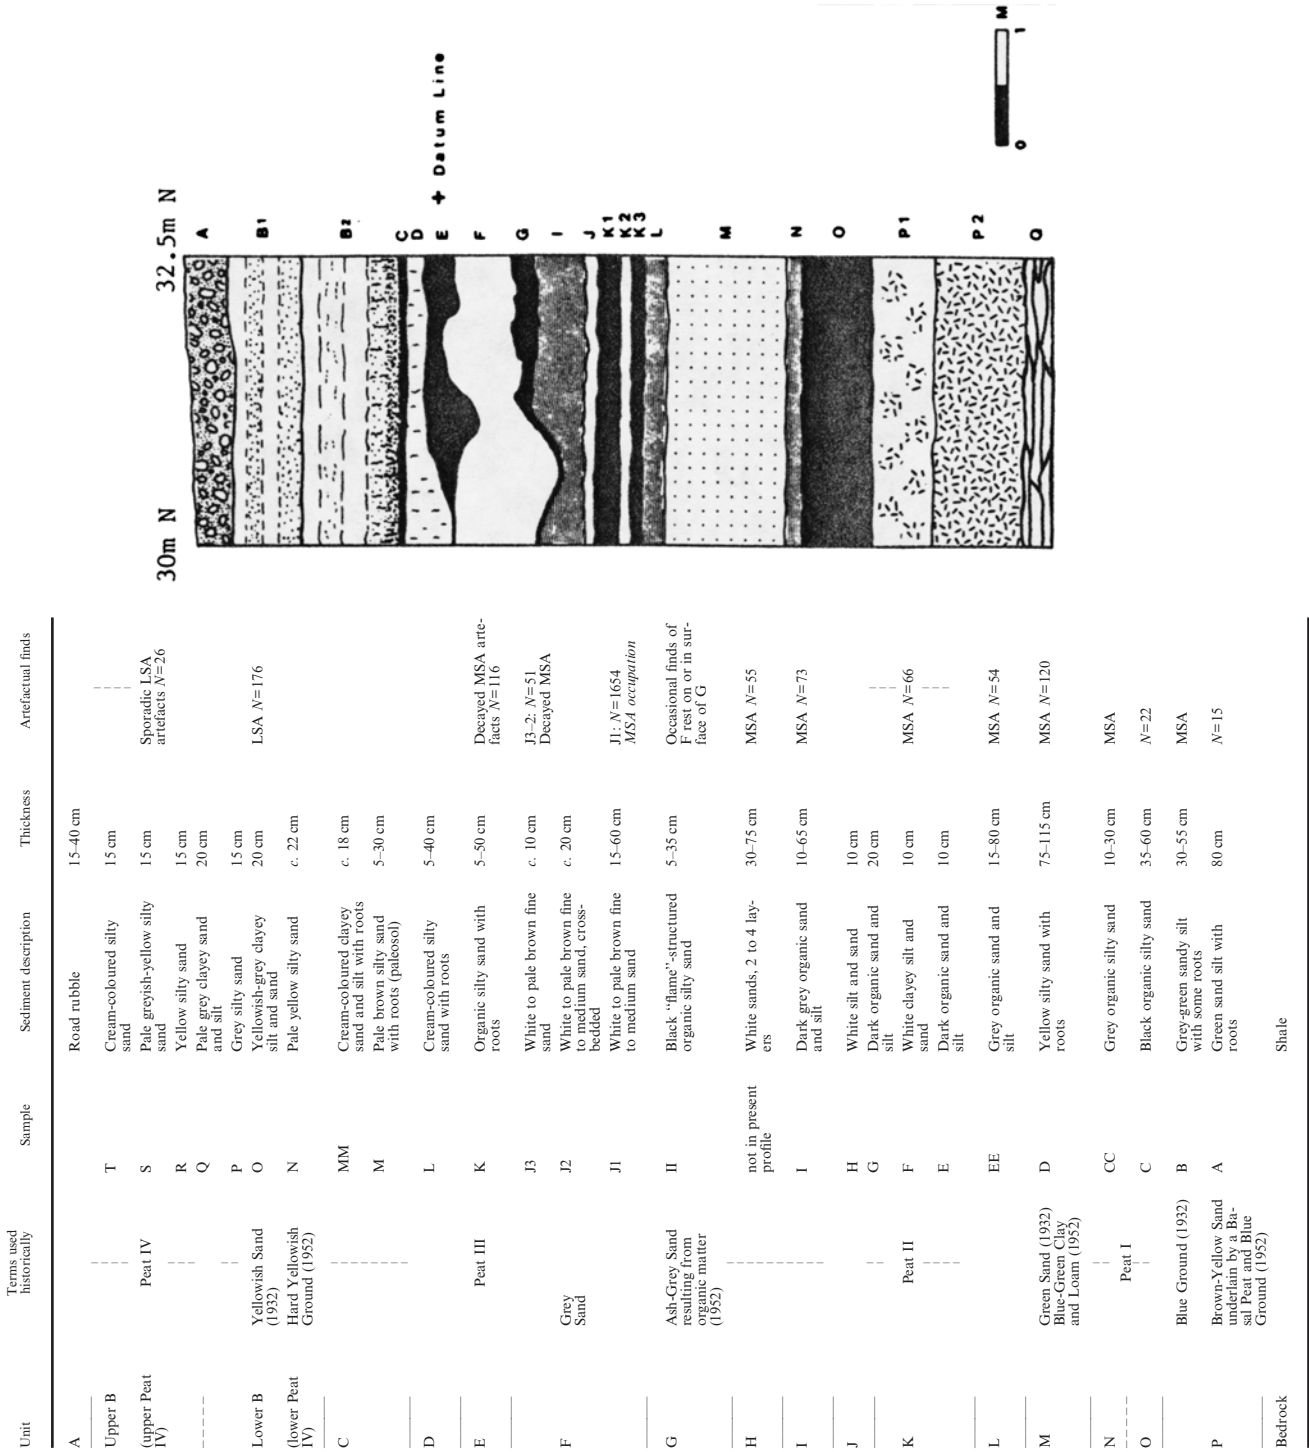 Unit
Terms used
historically
Sample
Sediment description
Thickness
Artefactual finds
A
Road rubble
15–40 cm
Upper B
T
Cream-coloured silty
sand
15 cm
(upper Peat
IV)
Peat IV
S
Pale greyish-yellow silty
sand
15 cm
Sporadic LSA
artefacts N=26
R
Yellow silty sand
15 cm
Q
Pale grey clayey sand
and silt
20 cm
P
Grey silty sand
15 cm
Lower B
Yellowish Sand
(1932)
O
Yellowish-grey clayey
silt and sand
20 cm
LSA N=176
(lower Peat
IV)
Hard Yellowish
Ground (1952)
N
Pale yellow silty sand
c. 22 cm
C
MM
Cream-coloured clayey
sand and silt with roots
c. 18 cm
M
Pale brown silty sand
with roots (paleosol)
5–30 cm
D
L
Cream-coloured silty
sand with roots
5–40 cm
E
Peat III
K
Organic silty sand with
roots
5–50 cm
Decayed MSA arte-
facts N=116
J3
White to pale brown fine
sand
c. 10 cm
J3–2: N=51
Decayed MSA
F
Grey
Sand
J2
White to pale brown fine
to medium sand, cross-
bedded
c. 20 cm
J1
White to pale brown fine
to medium sand
15–60 cm
J1: N=1654
MSA occupation
G
Ash-Grey Sand
resulting from
organic matter
(1952)
II
Black “flame”-structured
organic silty sand
5–35 cm
Occasional finds of
F rest on or in sur-
face of G
H
not in present
profile
White sands, 2 to 4 lay-
ers
30–75 cm
MSA N=55
I
I
Dark grey organic sand
and silt
10–65 cm
MSA N=73
J
H
White silt and sand
10 cm
G
Dark organic sand and
silt
20 cm
K
Peat II
F
White clayey silt and
sand
10 cm
MSA N=66
E
Dark organic sand and
silt
10 cm
L
EE
Grey organic sand and
silt
15–80 cm
MSA N=54
M
Green Sand (1932)
Blue-Green Clay
and Loam (1952)
D
Yellow silty sand with
roots
75–115 cm
MSA N=120
N
Peat I
CC
Grey organic silty sand
10–30 cm
MSA
O
C
Black organic silty sand
35–60 cm
N=22
Blue Ground (1932)
B
Grey-green sandy silt
with some roots
30–55 cm
MSA
P
Brown-Yellow Sand
underlain by a Ba-
sal Peat and Blue
Ground (1952)
A
Green sand silt with
roots
80 cm
N=15
Bedrock
Shale
30m N
32.5m N
A
B1
B2
C
D
E
+ Datum Line
F
G
I
J
K1
K2
K3
L
M
N
O
P1
P2
Q
0
1
M